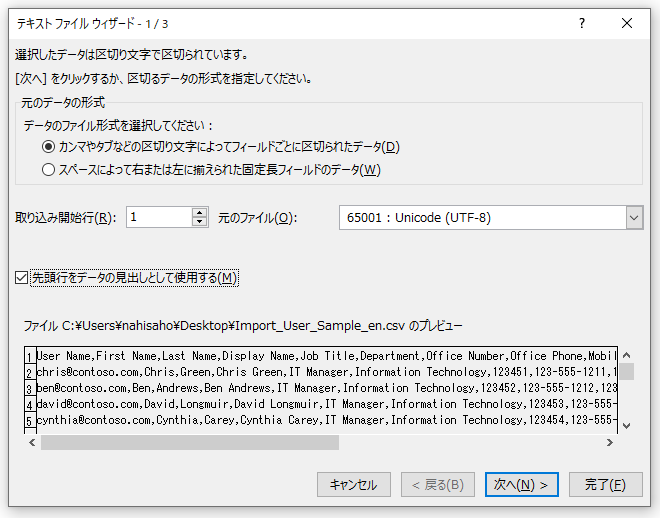 テキスト ファイル ウィザード - 1 / 3
選択したデータは区切り文字で区切られています。
[次へ] をクリックするか、区切るデータの形式を指定してください。
元のデータの形式
データのファイル形式を選択してください：
カンマやタブなどの区切り文字によってフィールドごとに区切られたデータ(D)
スペースによって右または左に揃えられた固定長フィールドのデータ(W)
取り込み開始行(R): 1 元のファイル(O): 65001 : Unicode (UTF-8)
先頭行をデータの見出しとして使用する(M)
ファイル C:¥Users¥nahisaho¥Desktop¥Import_User_Sample_en.csv のプレビュー
1 User Name,First Name,Last Name,Display Name,Job Title,Department,Office Number,Office Phone,Mobil
2 chris@contoso.com,Chris,Green,Chris Green,IT Manager,Information Technology,123451,123-555-1211,1
3 ben@contoso.com,Ben,Andrews,Ben Andrews,IT Manager,Information Technology,123452,123-555-1212,123
4 david@contoso.com,David,Longmuir,David Longmuir,IT Manager,Information Technology,123453,123-555-
5 cynthia@contoso.com,Cynthia,Carey,Cynthia Carey,IT Manager,Information Technology,123454,123-555-
キャンセル < 戻る(B) 次へ(N) > 完了(F)